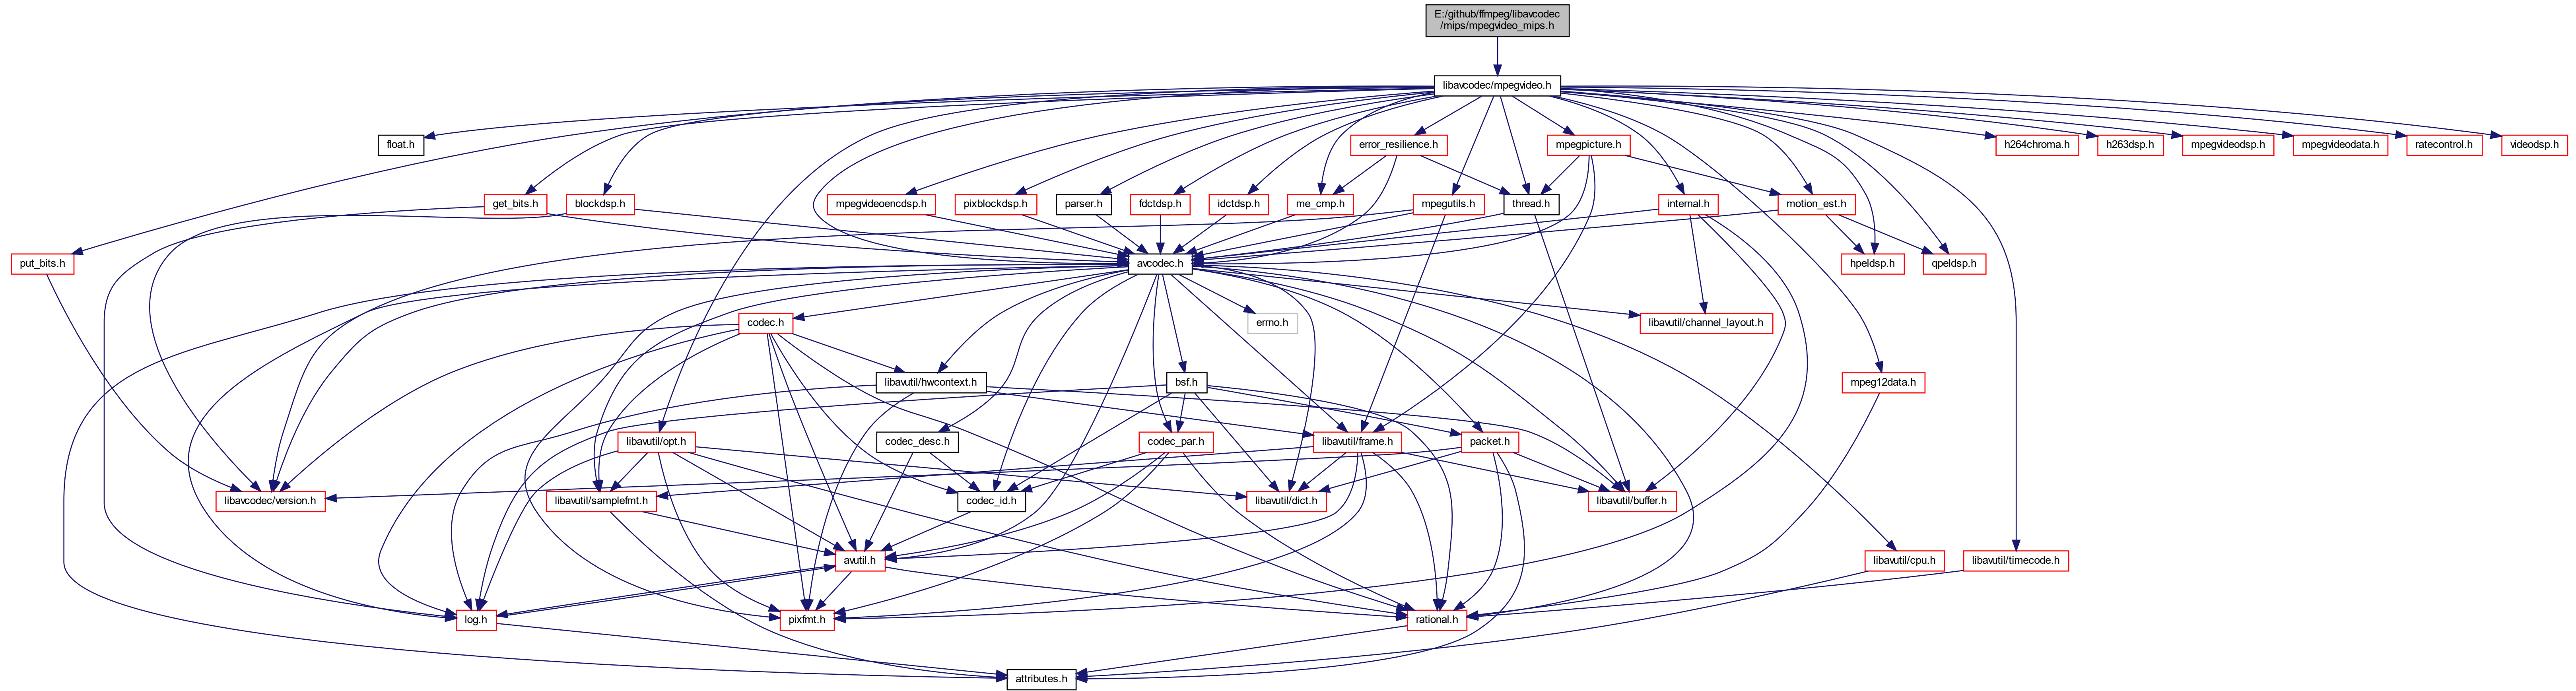 E:/github/ffmpeg/libavcodec
/mips/mpegvideo_mips.h
libavcodec/mpegvideo.h
float.h
error_resilience.h
mpegpicture.h
h264chroma.h
h263dsp.h
mpegvideodsp.h
mpegvideodata.h
ratecontrol.h
videodsp.h
get_bits.h
blockdsp.h
mpegvideoencdsp.h
pixblockdsp.h
parser.h
fdctdsp.h
idctdsp.h
me_cmp.h
mpegutils.h
thread.h
internal.h
motion_est.h
put_bits.h
avcodec.h
hpeldsp.h
qpeldsp.h
codec.h
errno.h
libavutil/channel_layout.h
libavutil/hwcontext.h
bsf.h
mpeg12data.h
libavutil/opt.h
codec_desc.h
codec_par.h
libavutil/frame.h
packet.h
libavcodec/version.h
libavutil/samplefmt.h
codec_id.h
libavutil/dict.h
libavutil/buffer.h
avutil.h
libavutil/cpu.h
libavutil/timecode.h
log.h
pixfmt.h
rational.h
attributes.h